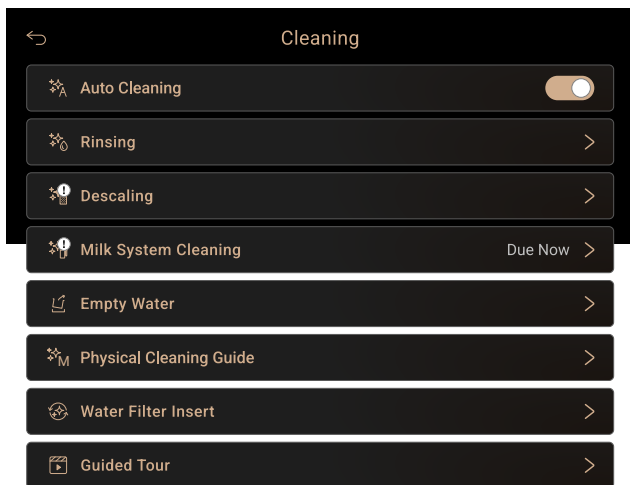 Cleaning
A Auto Cleaning
Rinsing
! Descaling
! Milk System Cleaning Due Now
Empty Water
M Physical Cleaning Guide
Water Filter Insert
Guided Tour